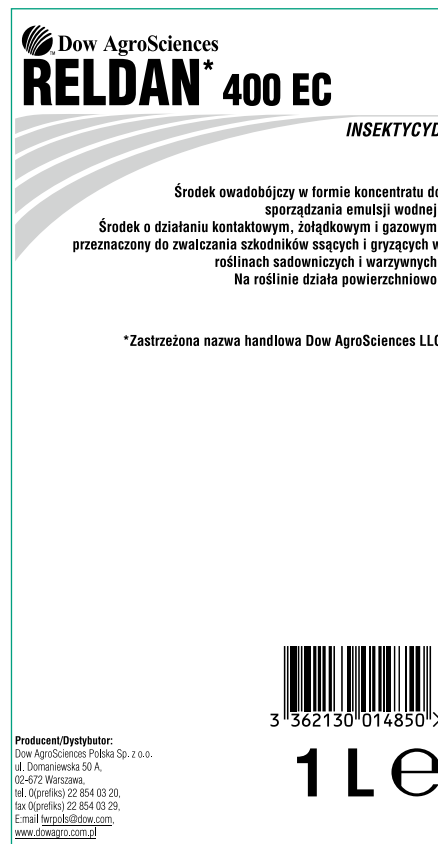 Dow AgroSciences
™
RELDAN* 400 EC
INSEKTYCYD
Środek owadobójczy w formie koncentratu do
sporządzania emulsji wodnej.
Środek o działaniu kontaktowym, żołądkowym i gazowym
przeznaczony do zwalczania szkodników ssących i gryzących w
roślinach sadowniczych i warzywnych.
Na roślinie działa powierzchniowo.
*Zastrzeżona nazwa handlowa Dow AgroSciences LLC
3 362130 014850 >
1 L e
Producent/Dystybutor:
Dow AgroSciences Polska Sp. z o.o.
ul. Domaniewska 50 A,
02-672 Warszawa,
tel. 0(prefiks) 22 854 03 20,
fax 0(prefiks) 22 854 03 29,
E:mail fwrpols@dow.com,
www.dowagro.com.pl